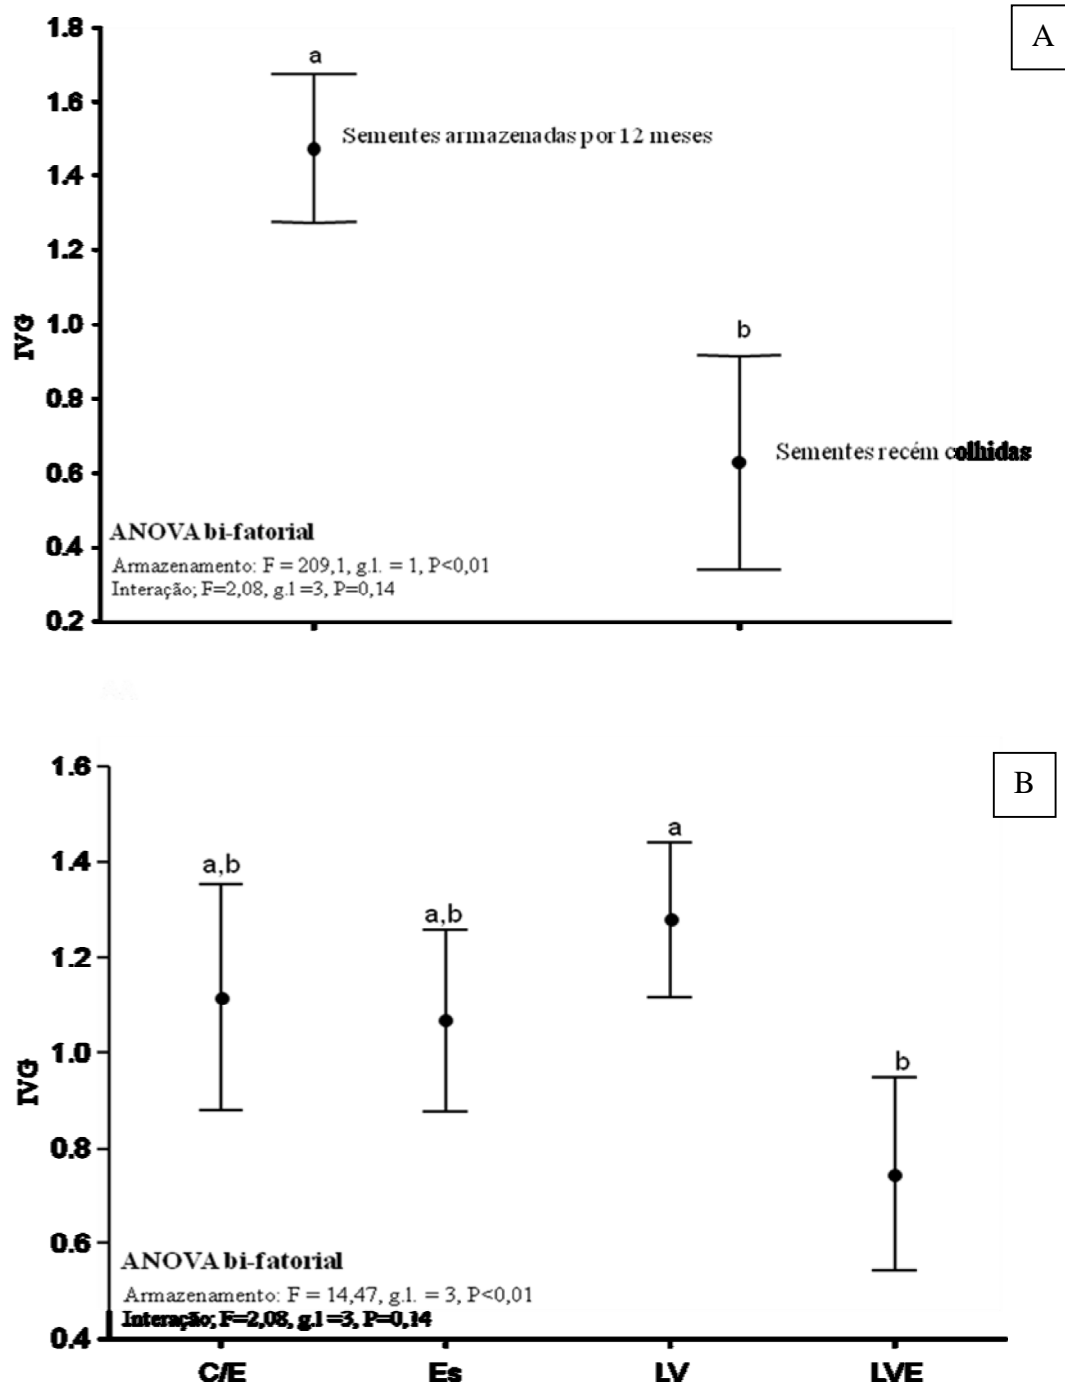 A
1.8
a
1.6
Sementes armazenadas por 12 meses
1.4
1.2
1.0
b
IVG
0.8
Sementes recém colhidas
0.6
ANOVA bi-fatorial
0.4
Armazenamento: F = 209,1, g.l. = 1, P<0,01
Interação; F=2,08, g.l =3, P=0,14
0.2
B
1.6
a
1.4
a,b
a,b
1.2
1.0
b
IVG
0.8
0.6
ANOVA bi-fatorial
Armazenamento: F = 14,47, g.l. = 3, P<0,01
Interação; F=2,08, g.l =3, P=0,14
0.4
C/E Es LV LVE